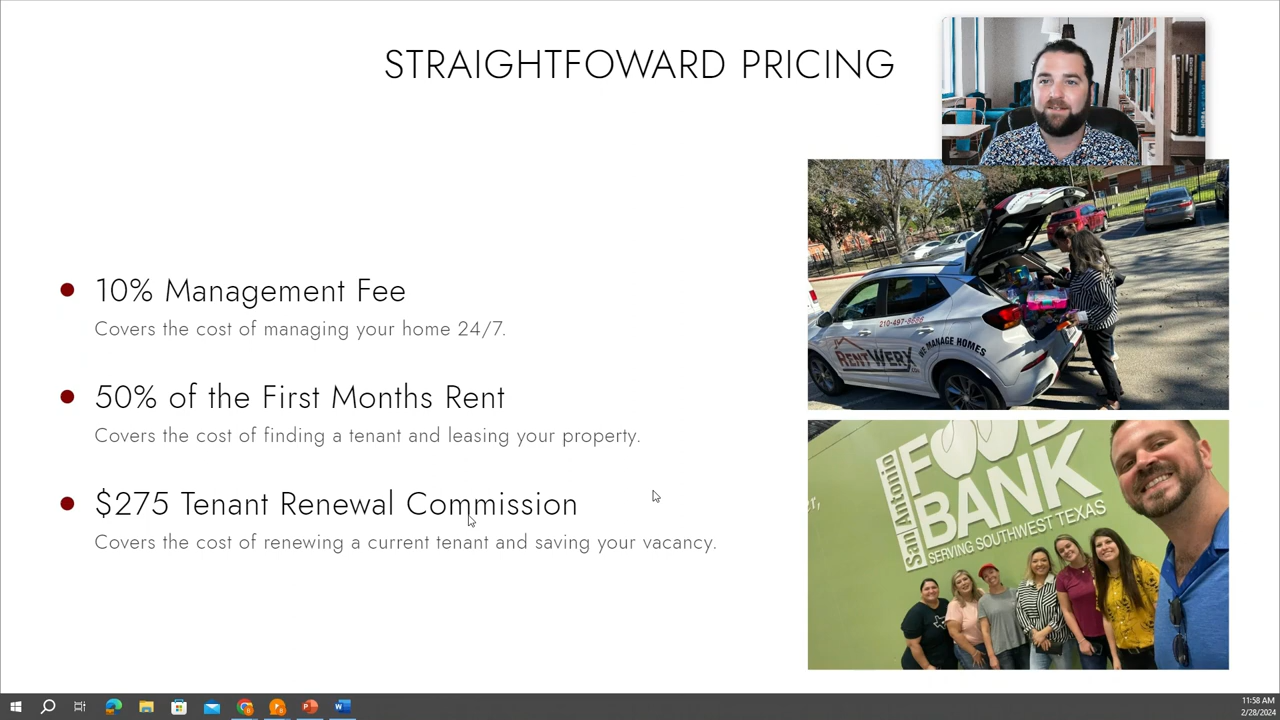 STRAIGHTFOWARD PRICING
10% Management Fee
Covers the cost of managing your home 24/7.
50% of the First Months Rent
Covers the cost of finding a tenant and leasing your property.
$275 Tenant Renewal Commission
Covers the cost of renewing a current tenant and saving your vacancy.
WE MANAGE HOMES
RENTWERX
.com
San Antonio
FOOD
BANK
SERVING SOUTHWEST TEXAS
11:58 AM
2/28/2024